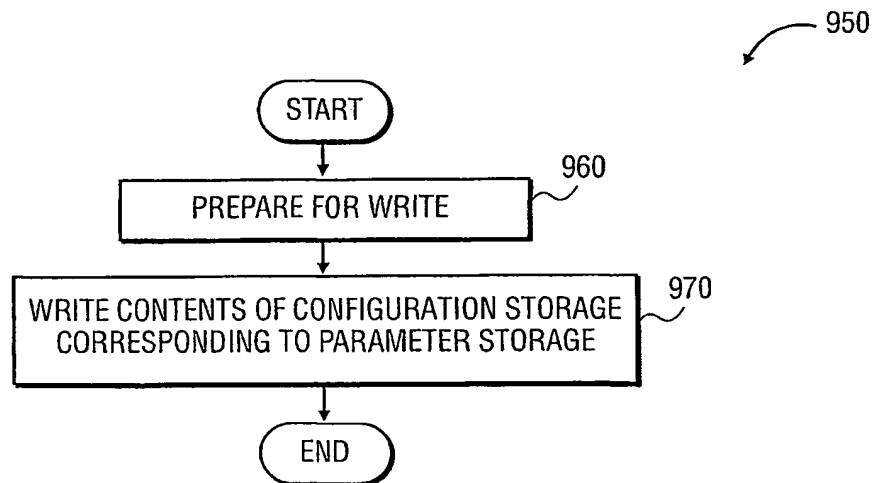 950
START
960
PREPARE FOR WRITE
970
WRITE CONTENTS OF CONFIGURATION STORAGE
CORRESPONDING TO PARAMETER STORAGE
END